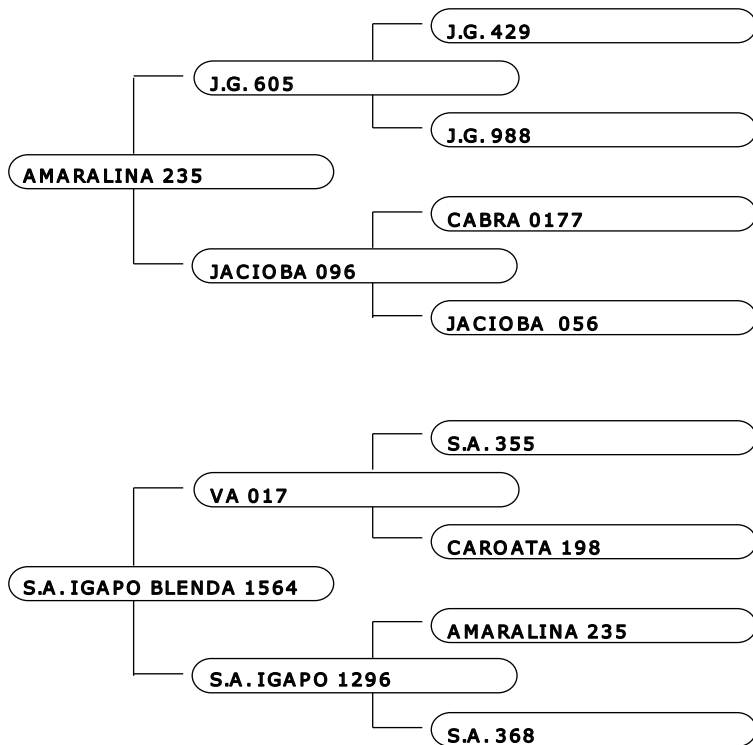 J.G. 429
J.G. 605
J.G. 988
AMARALINA 235
CABRA 0177
JACIOBA 096
JACIOBA 056
S.A. 355
VA 017
CAROATA 198
S.A. IGAPO BLENDA 1564
AMARALINA 235
S.A. IGAPO 1296
S.A. 368